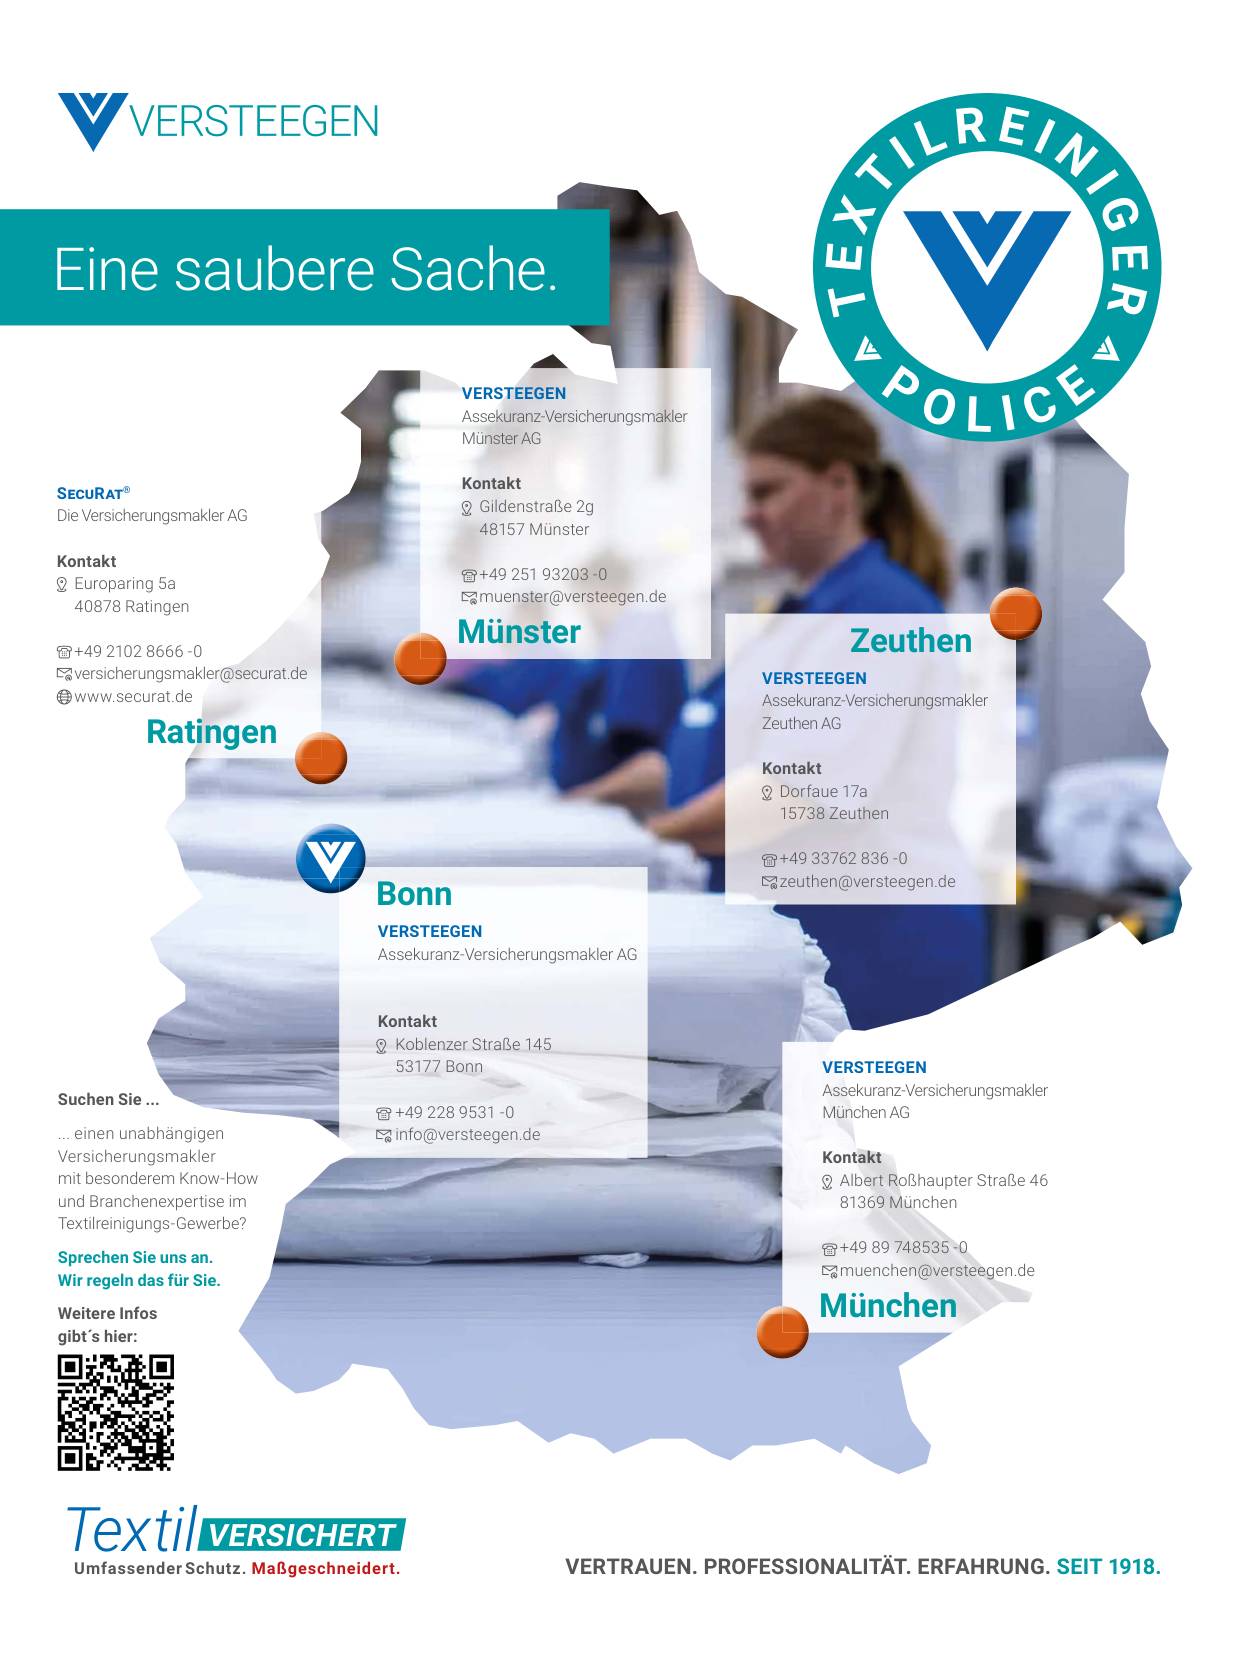 VERSTEEGEN
TEXTILREINIGER
POLICE
Eine saubere Sache.
VERSTEEGEN
Assekuranz-Versicherungsmakler
Münster AG
Kontakt
Gildenstraße 2g
48157 Münster
+49 251 93203 -0
muenster@versteegen.de
Münster
SECURAT®
Die Versicherungsmakler AG
Kontakt
Europaring 5a
40878 Ratingen
+49 2102 8666 -0
versicherungsmakler@securat.de
www.securat.de
Ratingen
Zeuthen
VERSTEEGEN
Assekuranz-Versicherungsmakler
Zeuthen AG
Kontakt
Dorfaue 17a
15738 Zeuthen
+49 33762 836 -0
zeuthen@versteegen.de
Bonn
VERSTEEGEN
Assekuranz-Versicherungsmakler AG
Kontakt
Koblenzer Straße 145
53177 Bonn
+49 228 9531 -0
info@versteegen.de
VERSTEEGEN
Assekuranz-Versicherungsmakler
München AG
Kontakt
Albert Roßhaupter Straße 46
81369 München
+49 89 748535 -0
muenchen@versteegen.de
München
Suchen Sie ...
... einen unabhängigen
Versicherungsmakler
mit besonderem Know-How
und Branchenexpertise im
Textilreinigungs-Gewerbe?
Sprechen Sie uns an.
Wir regeln das für Sie.
Weitere Infos
gibt´s hier:
Textil VERSICHERT
Umfassender Schutz. Maßgeschneidert.
VERTRAUEN. PROFESSIONALITÄT. ERFAHRUNG. SEIT 1918.